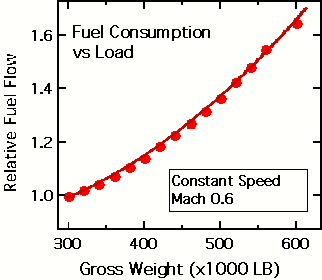 Fuel Consumption
vs Load
Relative Fuel Flow
1.6
1.4
1.2
1.0
Constant Speed
Mach 0.6
300 400 500 600
Gross Weight (x1000 LB)